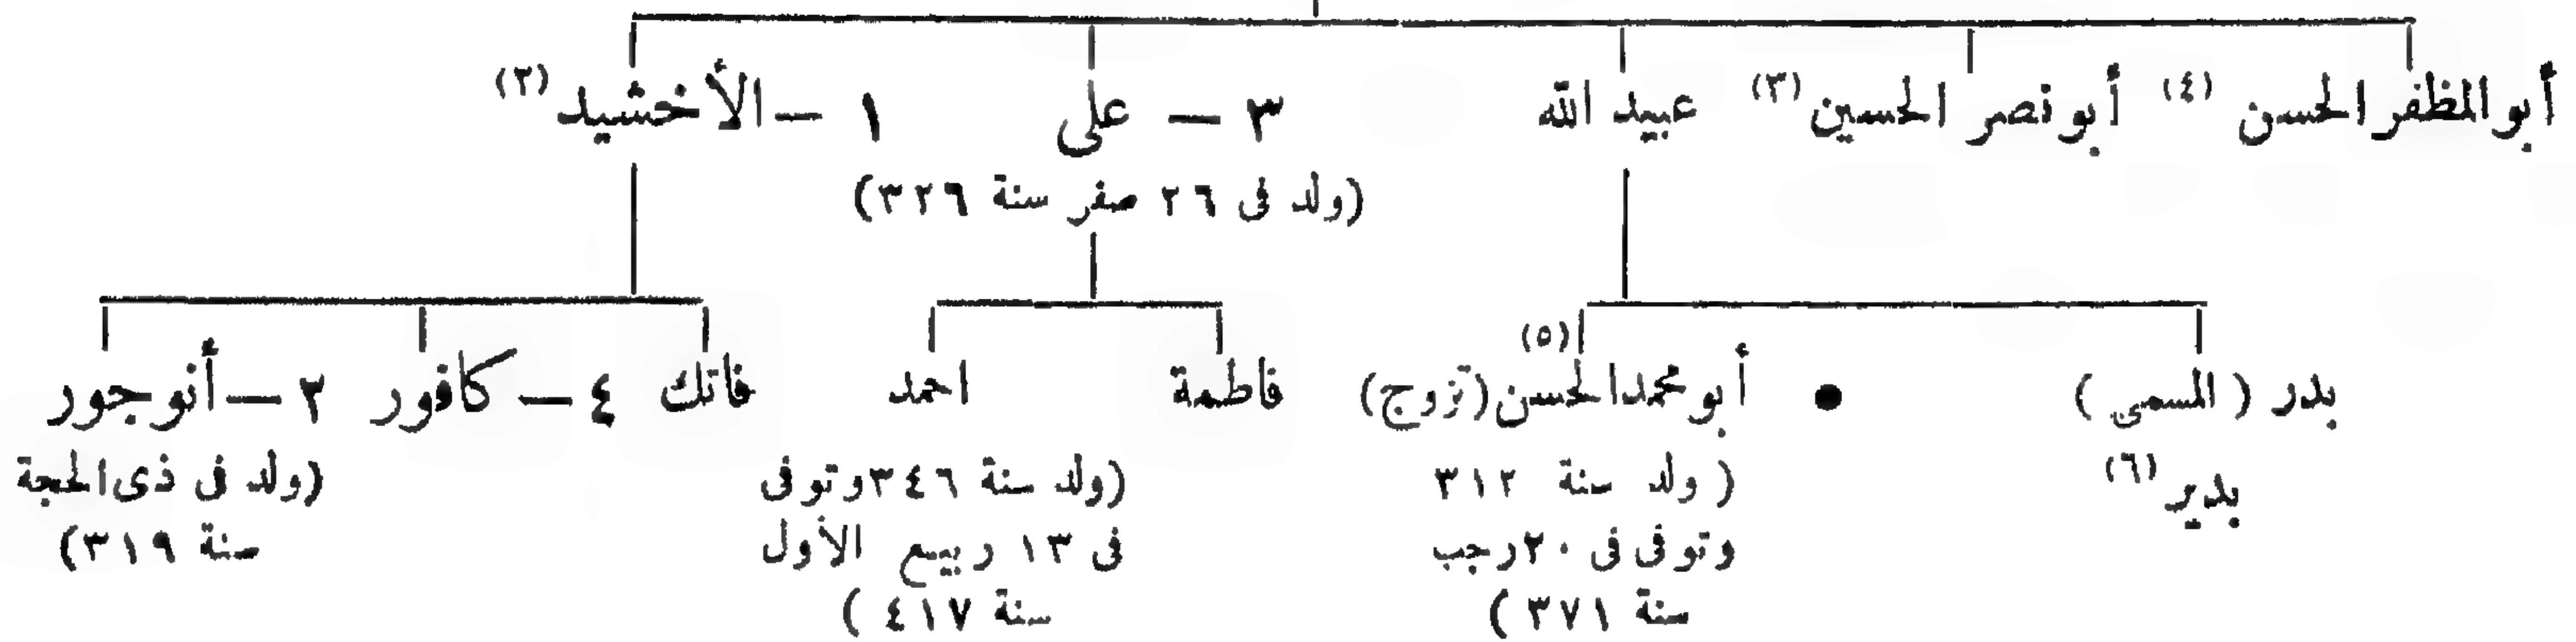 أبو المظفر الحسن (٤) أبو نصر الحسين (٣) عبيد الله ٣ — على ١ — الأخشيد (٢)
(ولد فى ٢٦ صفر سنة ٣٢٦)
بدر ( المسمى ) • أبو محمد الحسن (تزوج) (٥) فاطمة احمد فاتك ٤ — كافور ٢ — أنوجور
بدير (٦) ( ولد سنة ٣١٢ (ولد سنة ٣٤٦ وتوفى (ولد فى ذى الحجة
وتوفى فى ٢٠ رجب فى ١٣ ربيع الأول سنة ٣١٩)
سنة ٣٧١ ) سنة ٤١٧ )